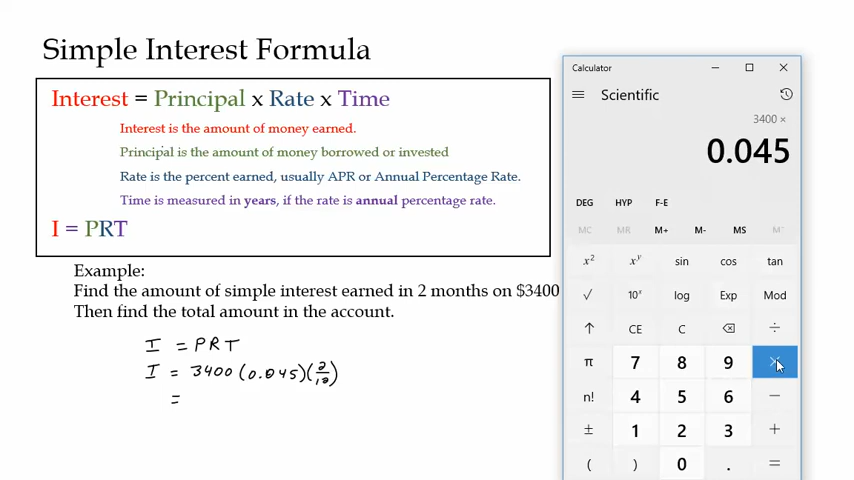 Simple Interest Formula
Interest = Principal x Rate x Time
Interest is the amount of money earned.
Principal is the amount of money borrowed or invested
Rate is the percent earned, usually APR or Annual Percentage Rate.
Time is measured in years, if the rate is annual percentage rate.
I = PRT
Example:
Find the amount of simple interest earned in 2 months on $3400
Then find the total amount in the account.
I = PRT
I = 3400 (0.045)(2/12)
=
Calculator
Scientific
3400 ×
0.045
DEG HYP F-E
MC MR M+ M- MS M˅
x² xʸ sin cos tan
√ 10ˣ log Exp Mod
↑ CE C ⌫ ÷
π 7 8 9 ×
n! 4 5 6 −
± 1 2 3 +
( ) 0 . =